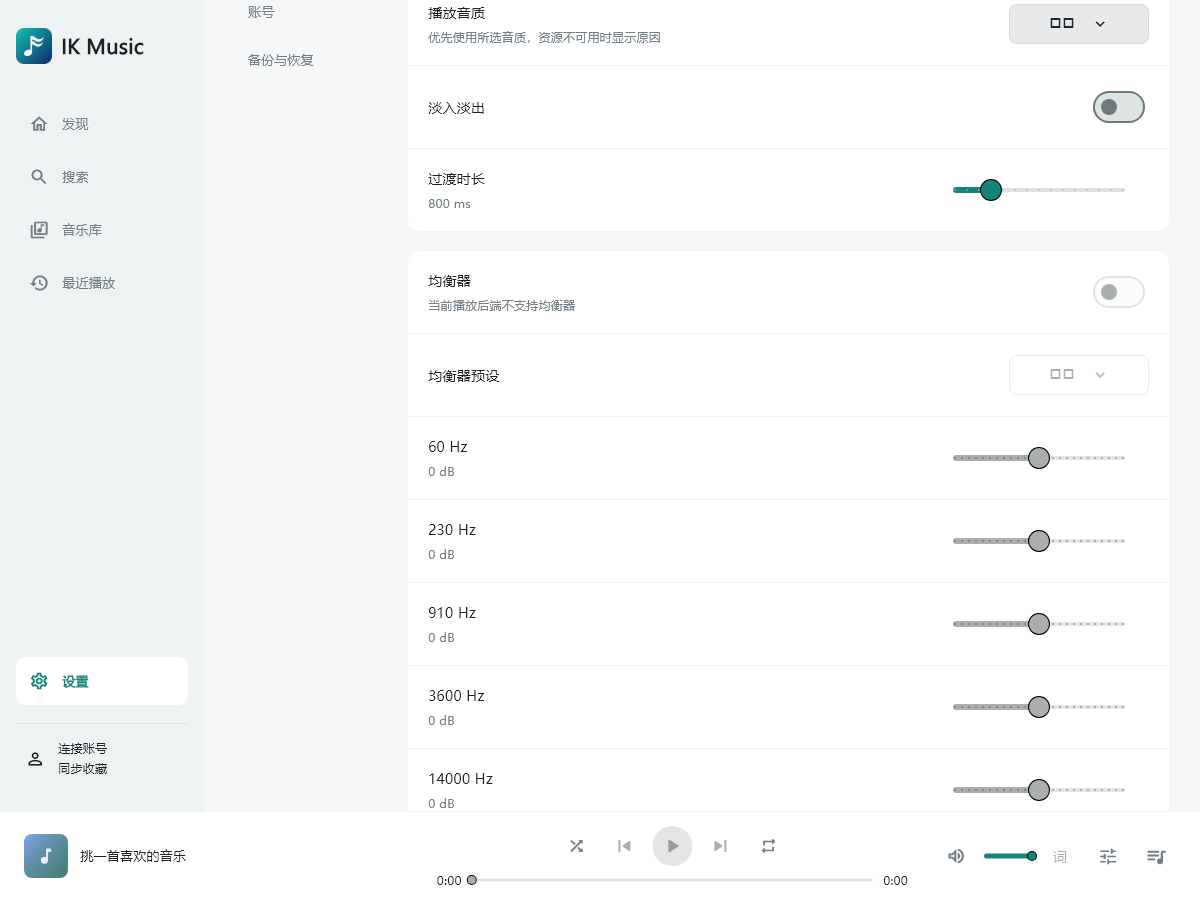 IK Music
发现
搜索
音乐库
最近播放
设置
连接账号
同步收藏
账号
备份与恢复
播放音质
优先使用所选音质，资源不可用时显示原因
淡入淡出
过渡时长
800 ms
均衡器
当前播放后端不支持均衡器
均衡器预设
60 Hz
0 dB
230 Hz
0 dB
910 Hz
0 dB
3600 Hz
0 dB
14000 Hz
0 dB
挑一首喜欢的音乐
0:00
0:00
词